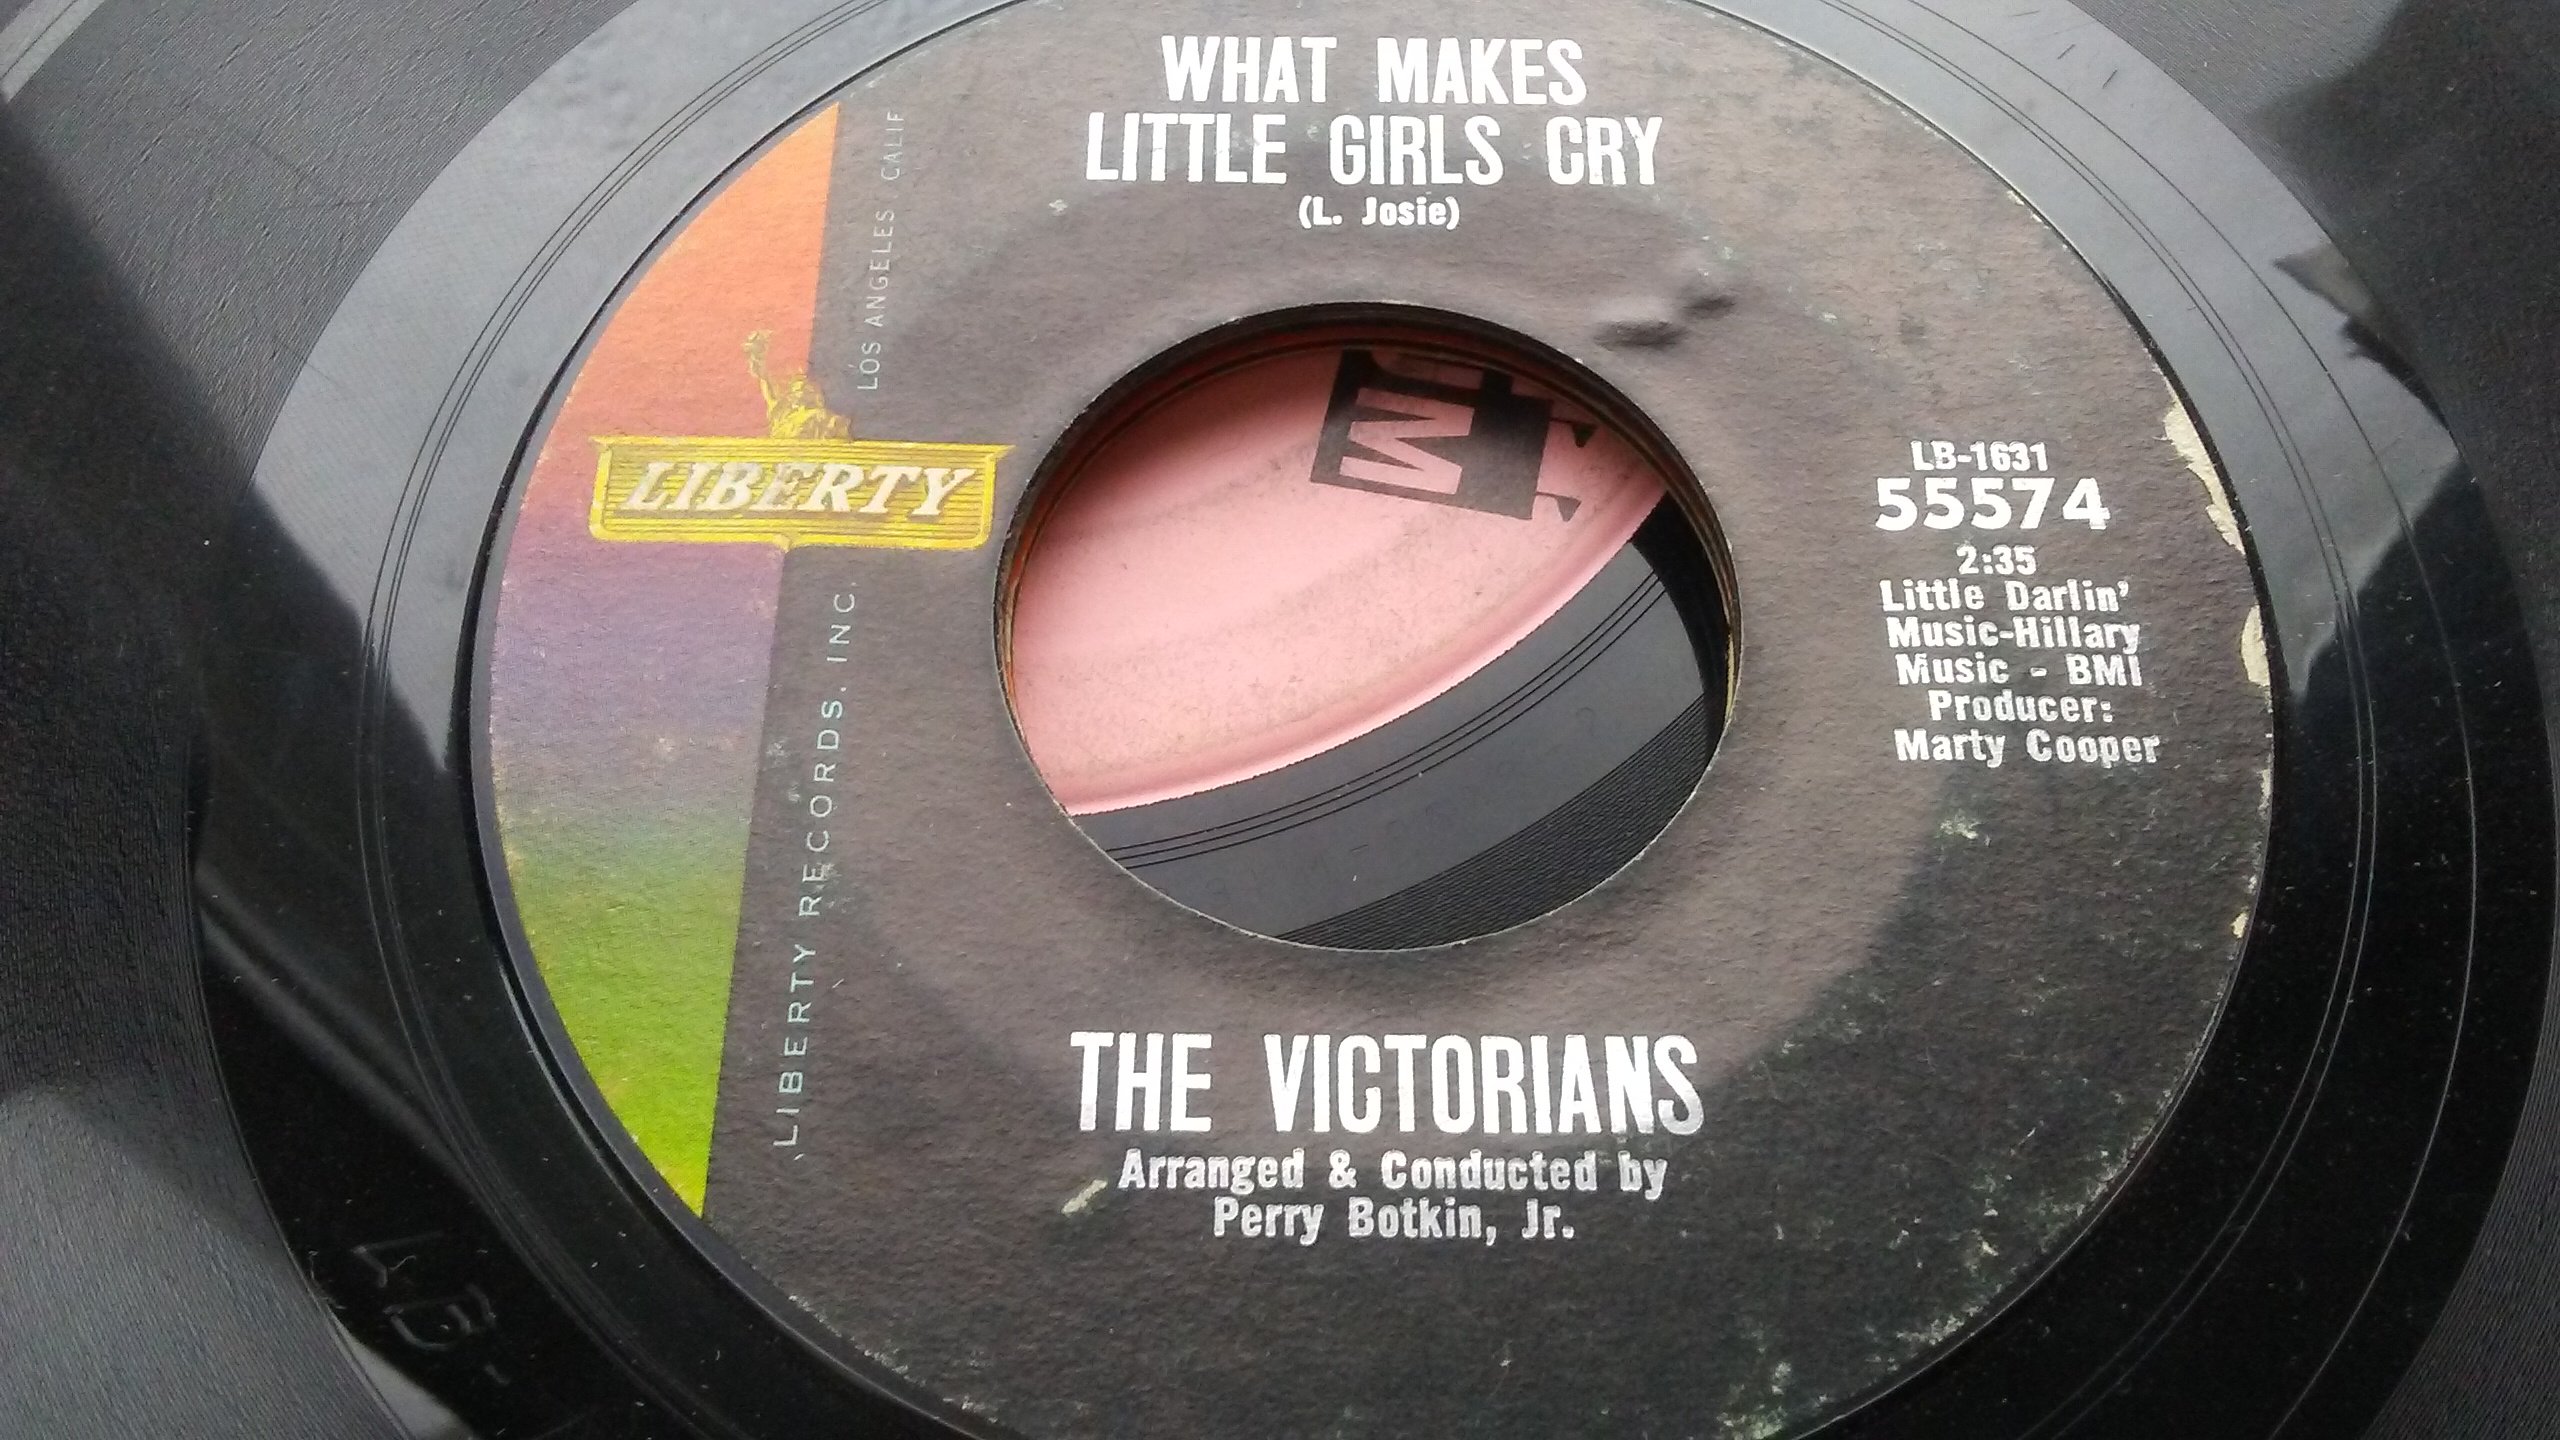 WHAT MAKES
LITTLE GIRLS CRY
(L. Josie)
LOS ANGELES, CALIF
LIBERTY
LIBERTY RECORDS, INC.
LB-1631
55574
2:35
Little Darlin'
Music-Hillary
Music - BMI
Producer:
Marty Cooper
THE VICTORIANS
Arranged & Conducted by
Perry Botkin, Jr.
LB-